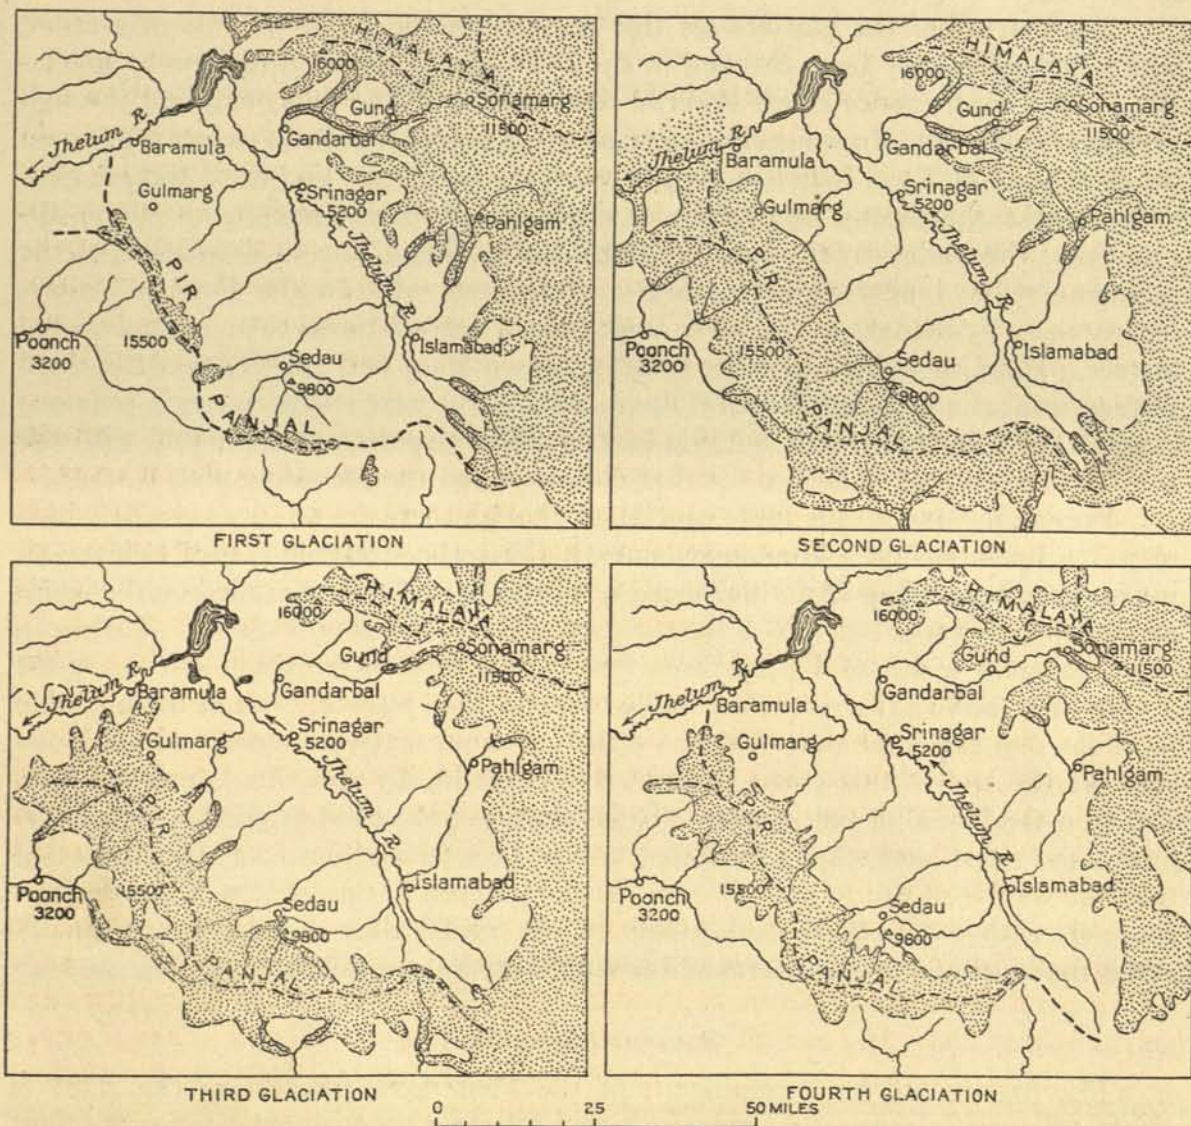 HIMALAYA
16000
Gund
Sonamarg
11500
Gandarbal
Jhelum R.
Baramula
Gulmarg
Srinagar
5200
Pahlgam
Jhelum R.
PIR
15500
Poonch
3200
Sedau
9800
Islamabad
PANJAL
FIRST GLACIATION
HIMALAYA
16000
Gund
Sonamarg
11500
Gandarbal
Jhelum R.
Baramula
Gulmarg
Srinagar
5200
Pahlgam
Jhelum R.
PIR
15500
Poonch
3200
Sedau
9800
Islamabad
PANJAL
SECOND GLACIATION
HIMALAYA
16000
Gund
Sonamarg
11500
Gandarbal
Jhelum R.
Baramula
Gulmarg
Srinagar
5200
Pahlgam
Jhelum R.
PIR
15500
Poonch
3200
Sedau
9800
Islamabad
PANJAL
THIRD GLACIATION
HIMALAYA
16000
Gund
Sonamarg
11500
Gandarbal
Jhelum R.
Baramula
Gulmarg
Srinagar
5200
Pahlgam
Jhelum R.
PIR
15500
Poonch
3200
Sedau
9800
Islamabad
PANJAL
FOURTH GLACIATION
0 25 50 MILES